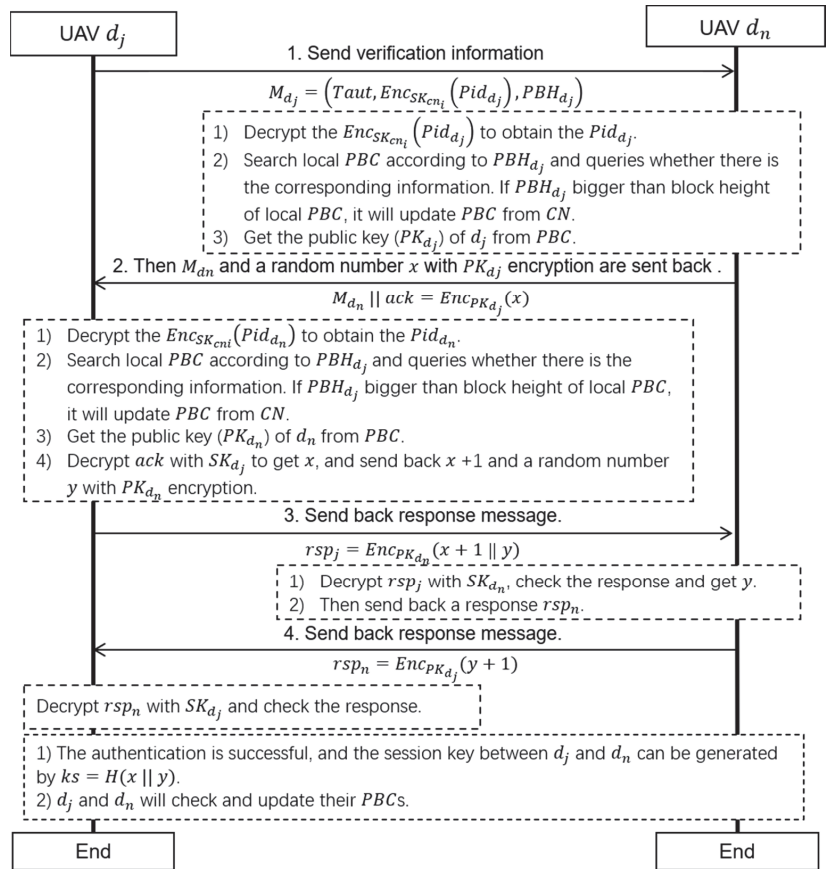 UAV d_j
UAV d_n
1. Send verification information
M_{d_j} = (Taut, Enc_{SK_{cn_i}}(Pid_{d_j}), PBH_{d_j})
1) Decrypt the Enc_{SK_{cn_i}}(Pid_{d_j}) to obtain the Pid_{d_j}.
2) Search local PBC according to PBH_{d_j} and queries whether there is
the corresponding information. If PBH_{d_j} bigger than block height
of local PBC, it will update PBC from CN.
3) Get the public key (PK_{d_j}) of d_j from PBC.
2. Then M_{dn} and a random number x with PK_{dj} encryption are sent back .
M_{d_n} || ack = Enc_{PK_{d_j}}(x)
1) Decrypt the Enc_{SK_{cni}}(Pid_{d_n}) to obtain the Pid_{d_n}.
2) Search local PBC according to PBH_{d_j} and queries whether there is the
corresponding information. If PBH_{d_j} bigger than block height of local PBC,
it will update PBC from CN.
3) Get the public key (PK_{d_n}) of d_n from PBC.
4) Decrypt ack with SK_{d_j} to get x, and send back x +1 and a random number
y with PK_{d_n} encryption.
3. Send back response message.
rsp_j = Enc_{PK_{d_n}}(x + 1 || y)
1) Decrypt rsp_j with SK_{d_n}, check the response and get y.
2) Then send back a response rsp_n.
4. Send back response message.
rsp_n = Enc_{PK_{d_j}}(y + 1)
Decrypt rsp_n with SK_{d_j} and check the response.
1) The authentication is successful, and the session key between d_j and d_n can be generated
by ks = H(x || y).
2) d_j and d_n will check and update their PBCs.
End
End